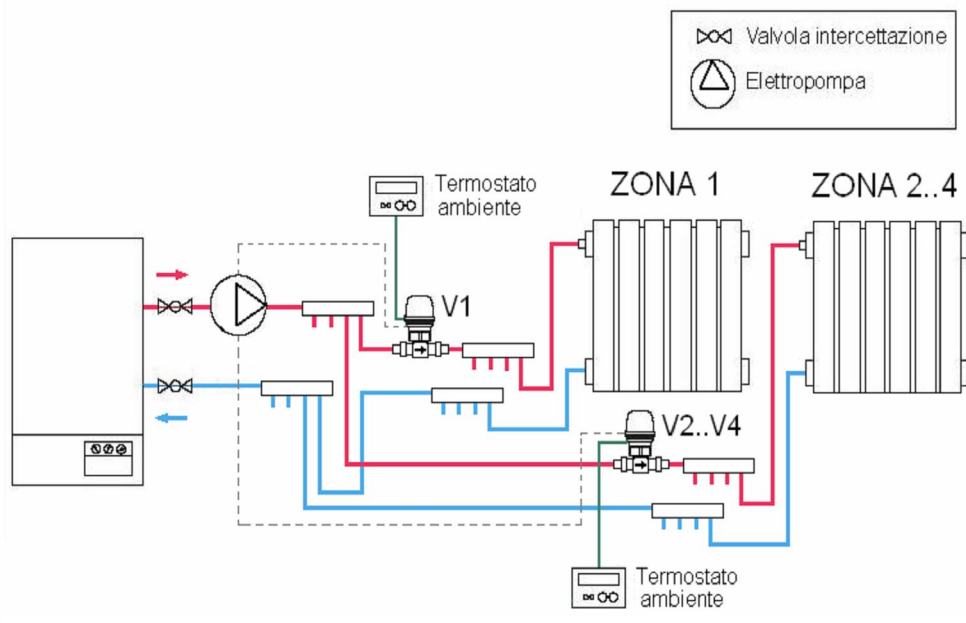 Valvola intercettazione
Elettropompa
Termostato
ambiente
ZONA 1
ZONA 2..4
V1
V2..V4
Termostato
ambiente